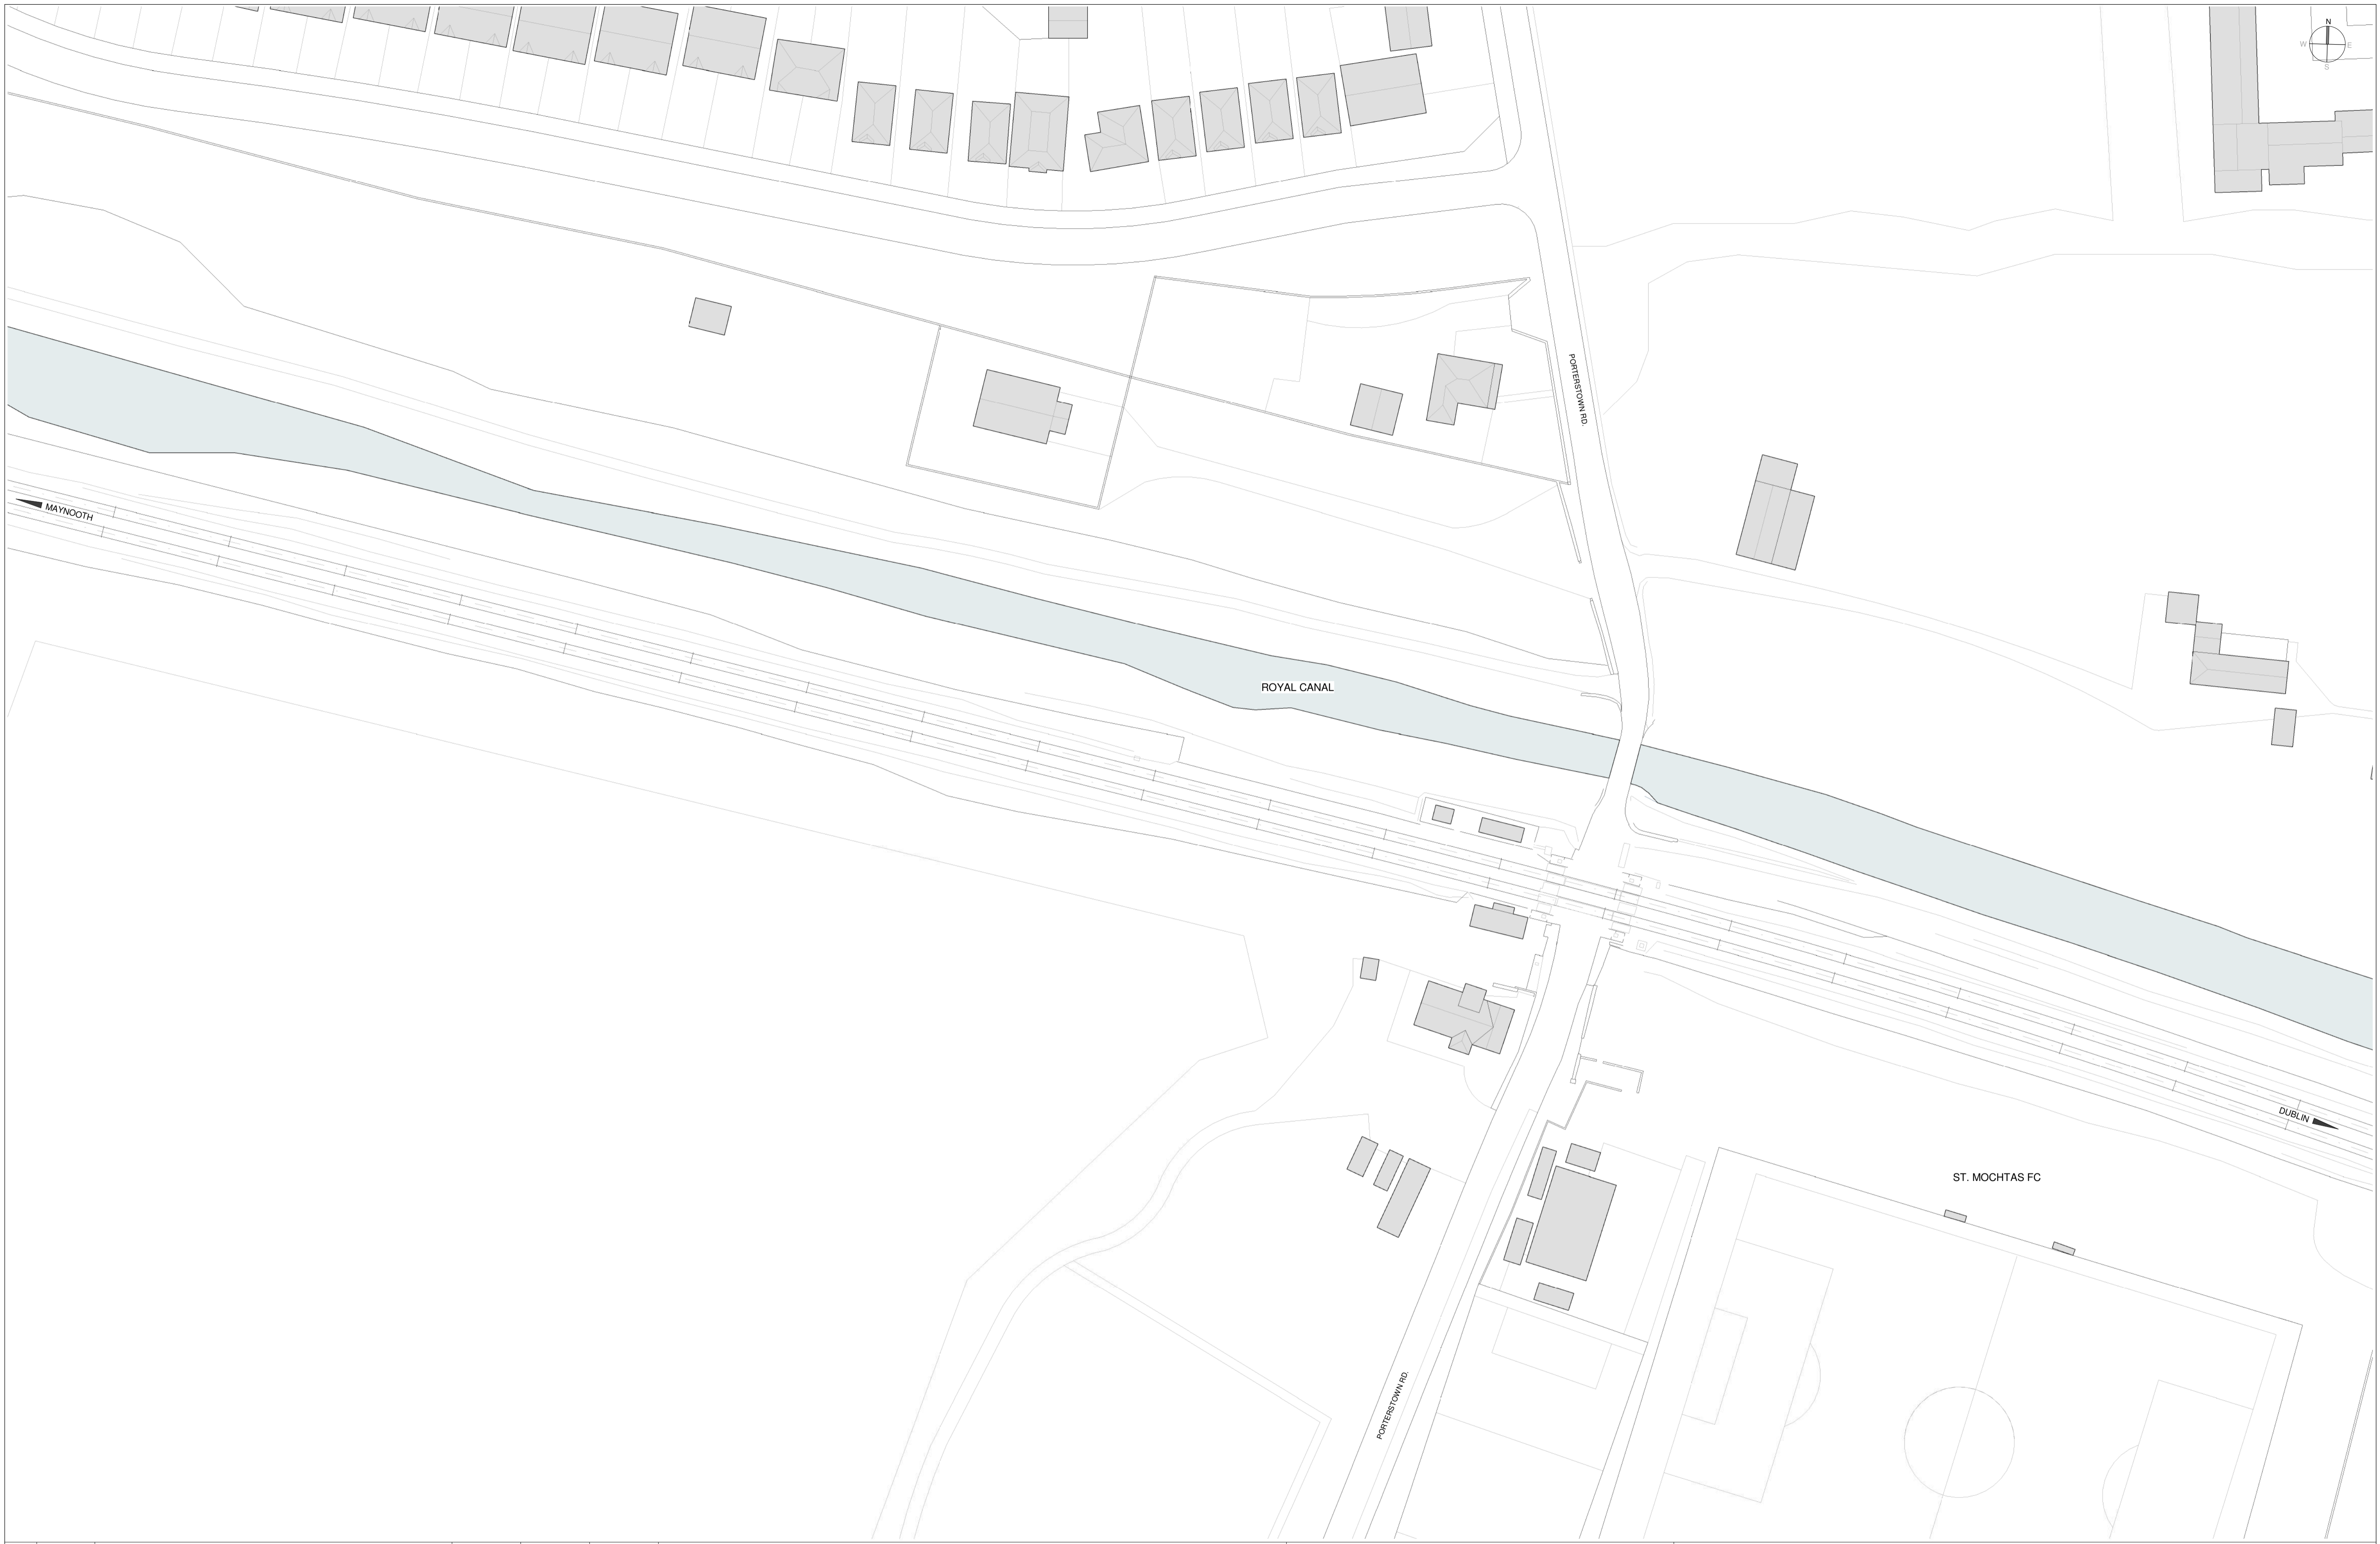 N
W E
S
PORTERSTOWN RD.
MAYNOOTH
ROYAL CANAL
DUBLIN
ST. MOCHTAS FC
PORTERSTOWN RD.